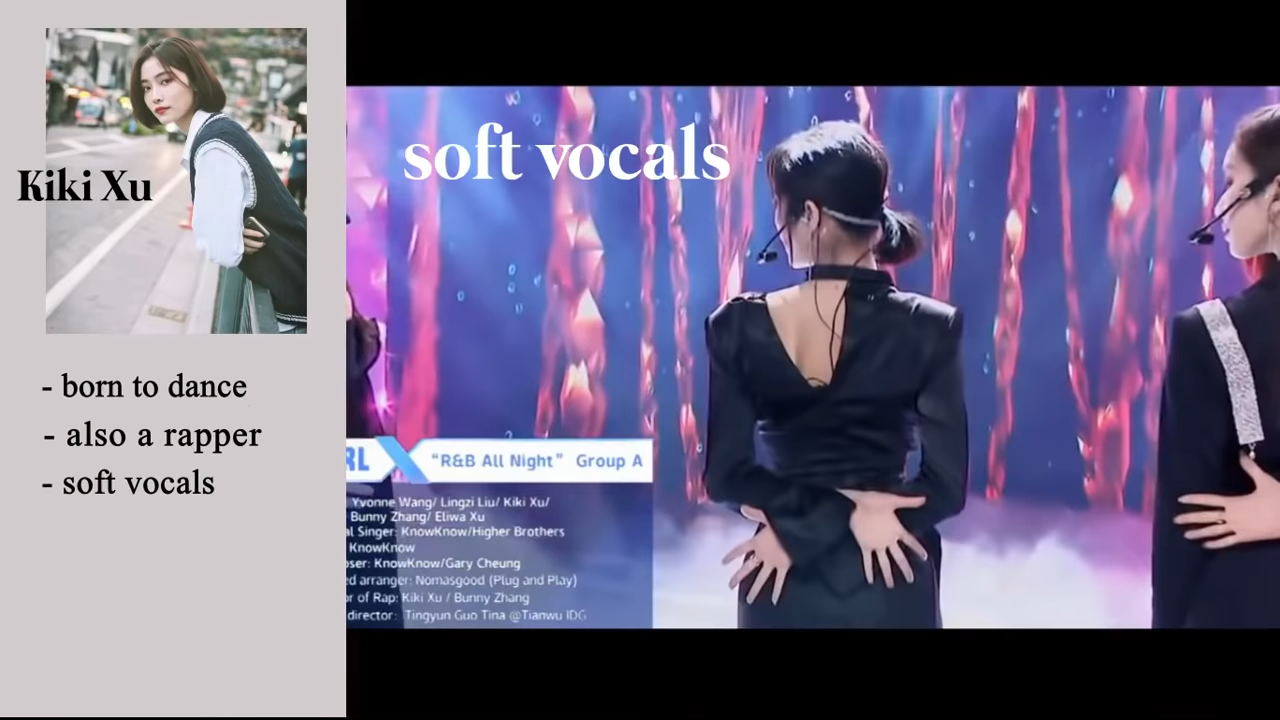 Kiki Xu
- born to dance
- also a rapper
- soft vocals
soft vocals
RL X "R&B All Night" Group A
Yvonne Wang/ Lingzi Liu/ Kiki Xu/
Bunny Zhang/ Eliwa Xu
al Singer: KnowKnow/Higher Brothers
KnowKnow
oser: KnowKnow/Gary Cheung
ed arranger: Nomasgood (Plug and Play)
or of Rap: Kiki Xu / Bunny Zhang
director: Tingyun Guo Tina @Tianwu IDG